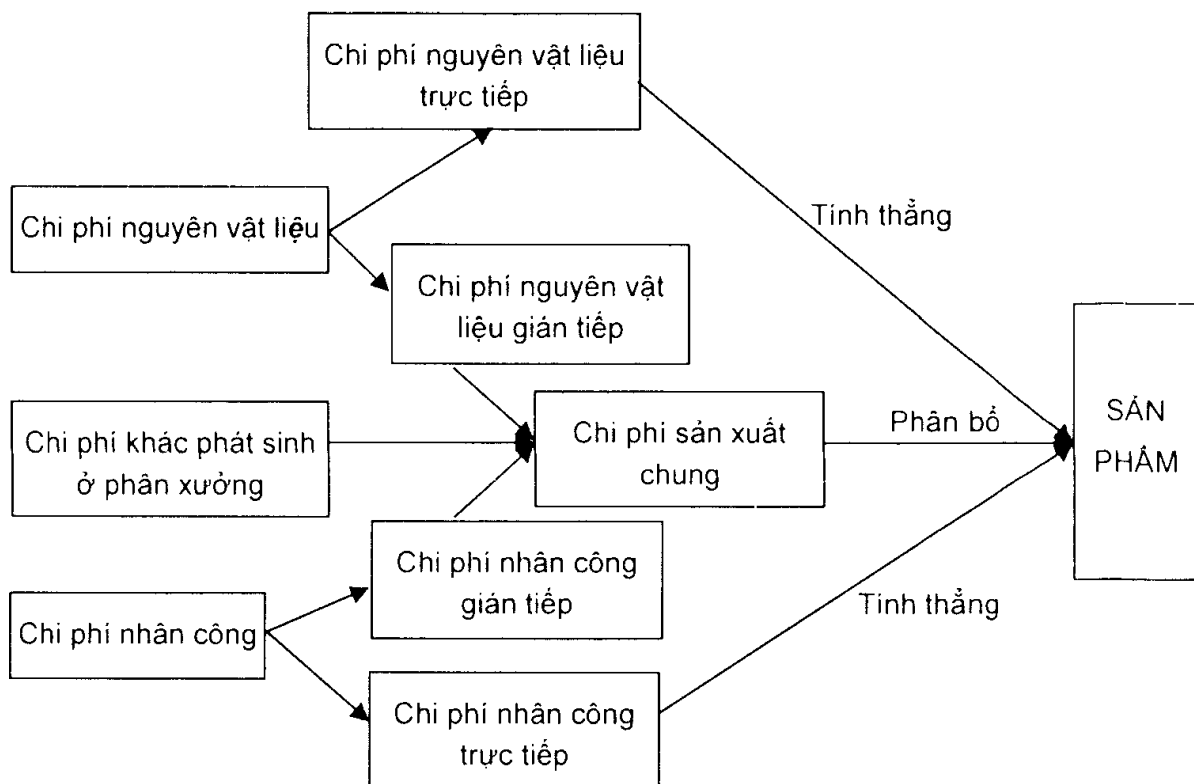 Chi phí nguyên vật liệu
trực tiếp
Chi phí nguyên vật liệu
Tính thẳng
Chi phí nguyên vật
liệu gián tiếp
Chi phí khác phát sinh
ở phân xưởng
Chi phí sản xuất
chung
Phân bổ
SẢN
PHẨM
Chi phí nhân công
gián tiếp
Chi phí nhân công
Tính thẳng
Chi phí nhân công
trực tiếp